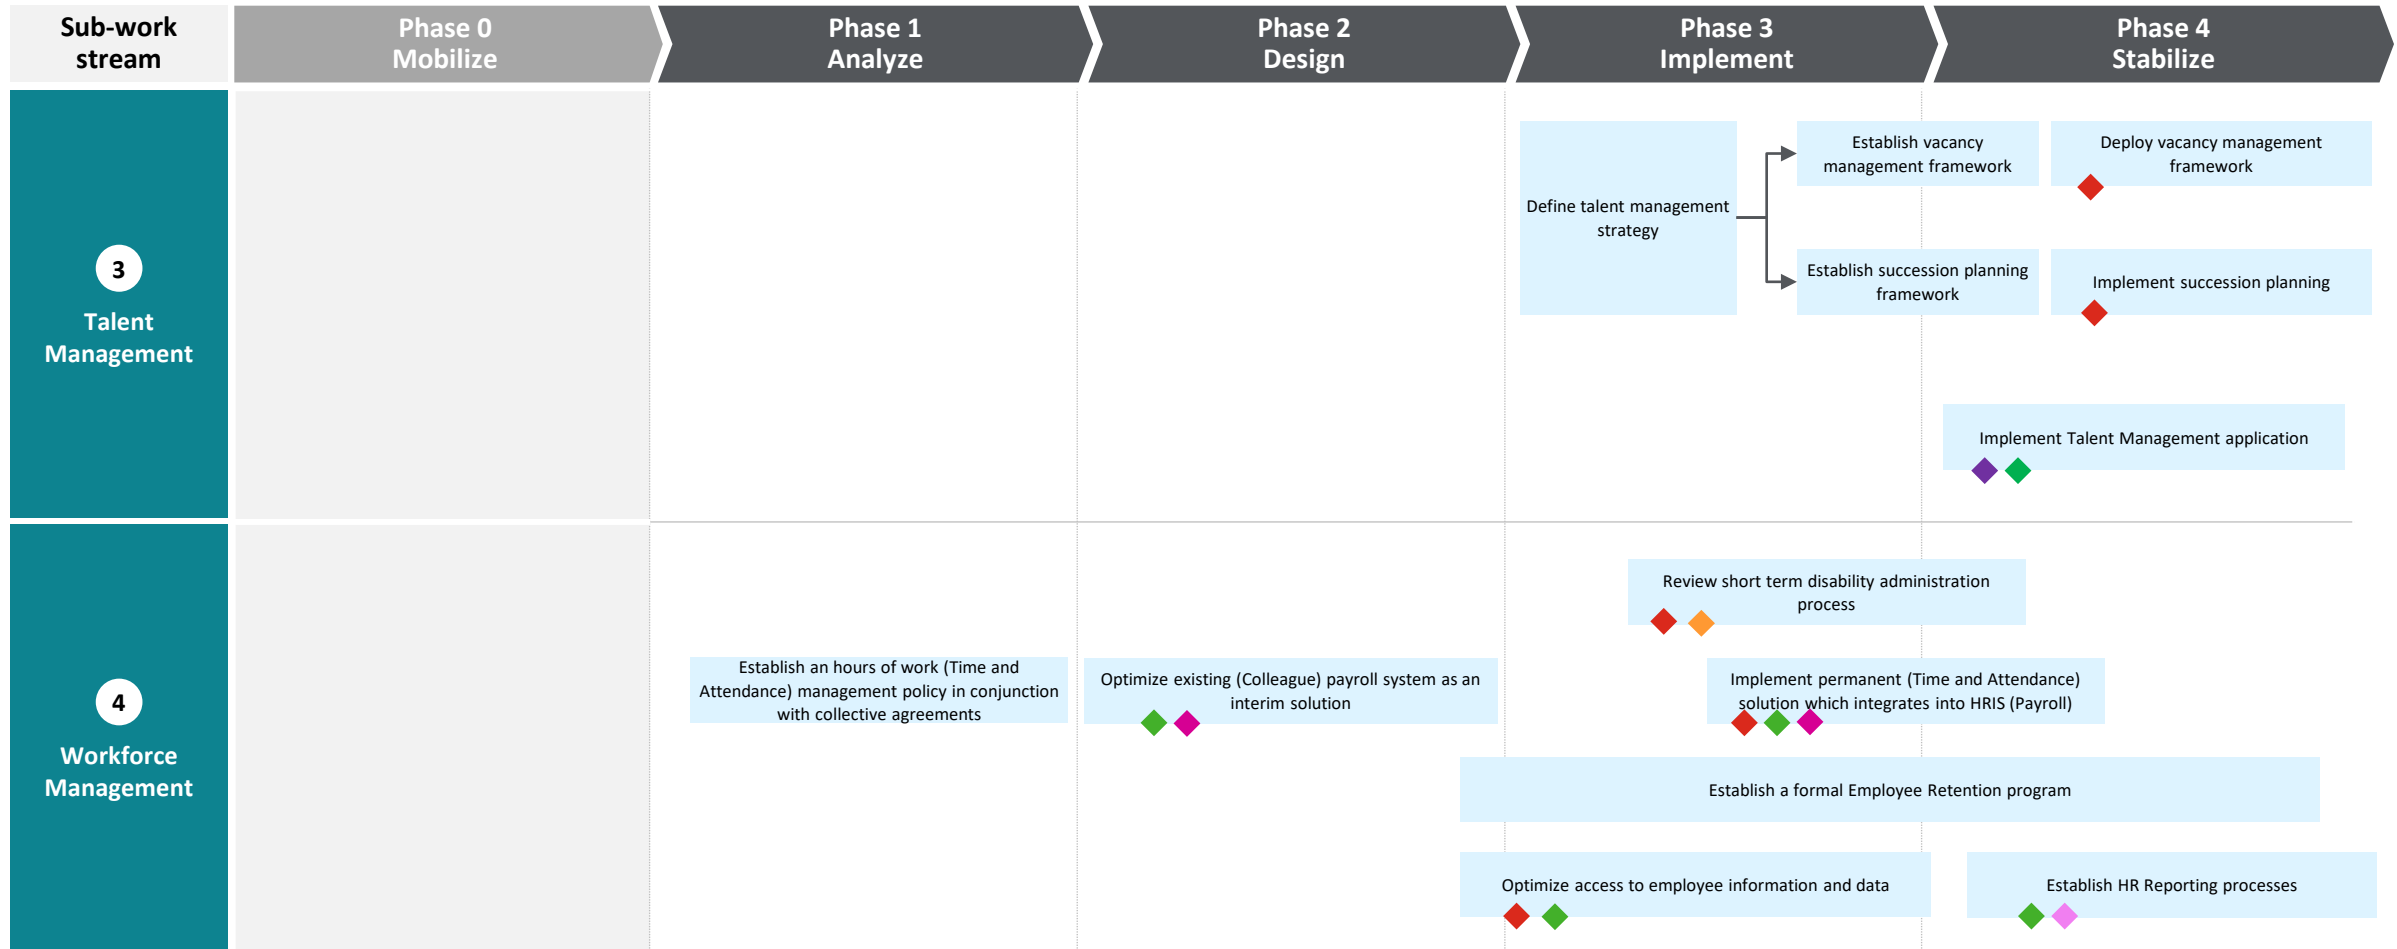 Sub-work
stream
Phase 0
Mobilize
Phase 1
Analyze
Phase 2
Design
Phase 3
Implement
Phase 4
Stabilize
3
Talent
Management
Define talent management
strategy
Establish vacancy
management framework
Deploy vacancy management
framework
Establish succession planning
framework
Implement succession planning
Implement Talent Management application
4
Workforce
Management
Review short term disability administration
process
Establish an hours of work (Time and
Attendance) management policy in conjunction
with collective agreements
Optimize existing (Colleague) payroll system as an
interim solution
Implement permanent (Time and Attendance)
solution which integrates into HRIS (Payroll)
Establish a formal Employee Retention program
Optimize access to employee information and data
Establish HR Reporting processes